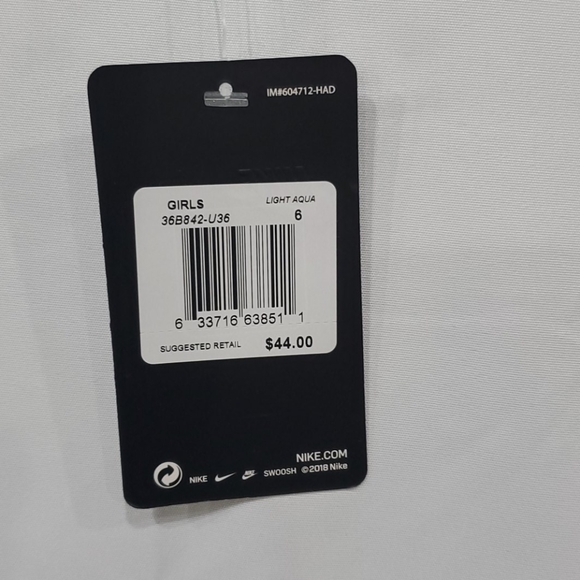 IM#604712-HAD
GIRLS LIGHT AQUA
36B842-U36 6
6 33716 63851 1
SUGGESTED RETAIL $44.00
NIKE.COM
NIKE NIKE SWOOSH ©2018 Nike